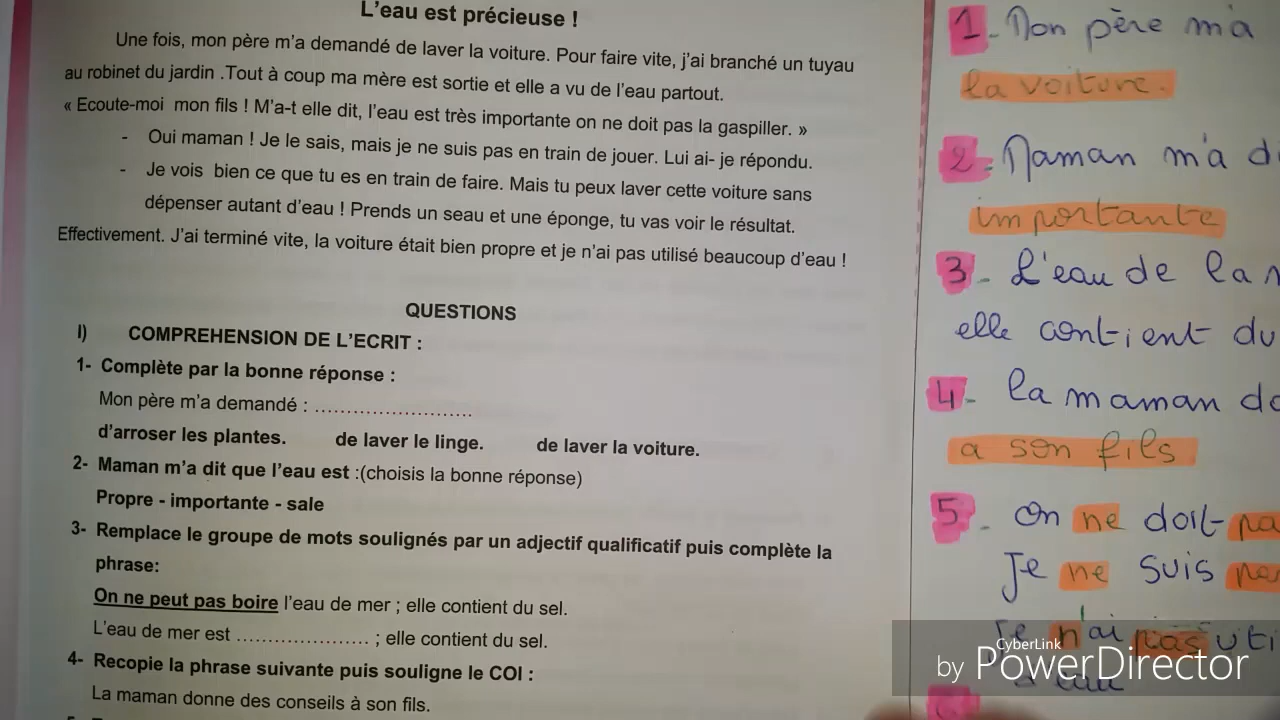 L'eau est précieuse !
Une fois, mon père m'a demandé de laver la voiture. Pour faire vite, j'ai branché un tuyau
au robinet du jardin .Tout à coup ma mère est sortie et elle a vu de l'eau partout.
« Ecoute-moi mon fils ! M'a-t elle dit, l'eau est très importante on ne doit pas la gaspiller. »
- Oui maman ! Je le sais, mais je ne suis pas en train de jouer. Lui ai- je répondu.
- Je vois bien ce que tu es en train de faire. Mais tu peux laver cette voiture sans
dépenser autant d'eau ! Prends un seau et une éponge, tu vas voir le résultat.
Effectivement. J'ai terminé vite, la voiture était bien propre et je n'ai pas utilisé beaucoup d'eau !
QUESTIONS
I) COMPREHENSION DE L'ECRIT :
1- Complète par la bonne réponse :
Mon père m'a demandé : ........................
d'arroser les plantes. de laver le linge. de laver la voiture.
2- Maman m'a dit que l'eau est :(choisis la bonne réponse)
Propre - importante - sale
3- Remplace le groupe de mots soulignés par un adjectif qualificatif puis complète la
phrase:
On ne peut pas boire l'eau de mer ; elle contient du sel.
L'eau de mer est .................... ; elle contient du sel.
4- Recopie la phrase suivante puis souligne le COI :
La maman donne des conseils à son fils.
1. Mon père m'a
la voiture.
2. Maman m'a d
importante
3. L'eau de la
elle contient du
4. la maman do
a son fils
5. On ne doit pa
Je ne suis pas
Je n'ai pas uti
d'eau
CyberLink
by PowerDirector